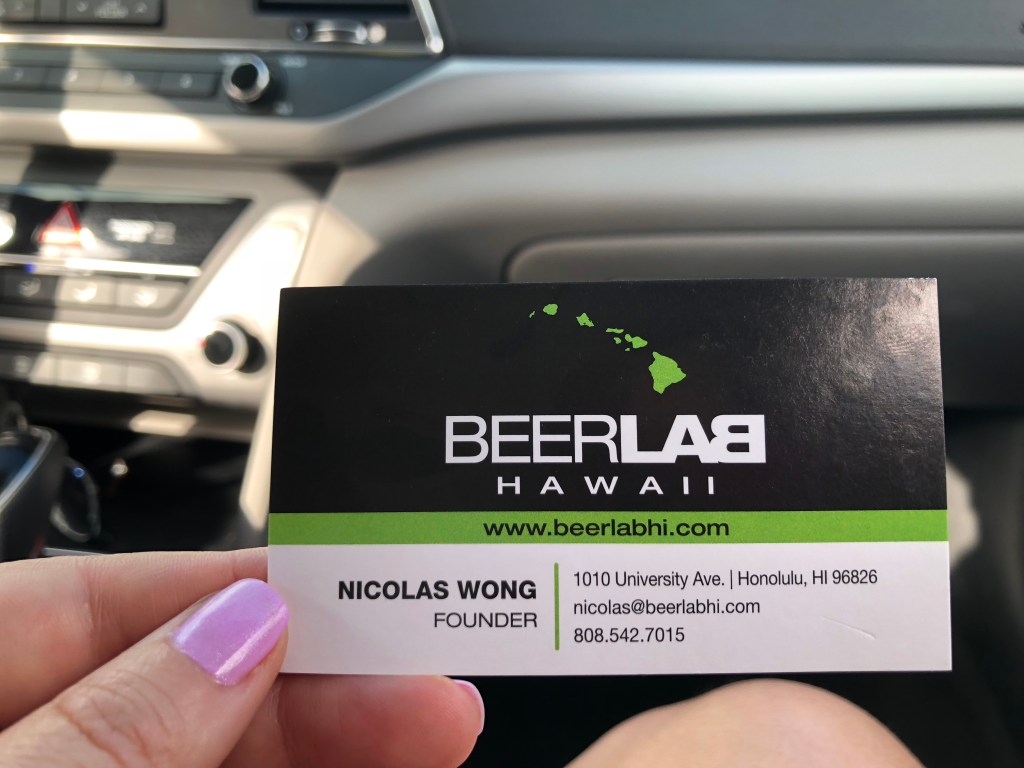 BEERLAB
HAWAII
www.beerlabhi.com
NICOLAS WONG
FOUNDER
1010 University Ave. | Honolulu, HI 96826
nicolas@beerlabhi.com
808.542.7015